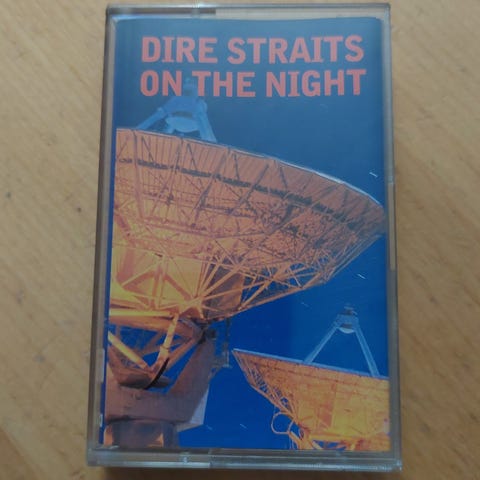 DIRE STRAITS
ON THE NIGHT